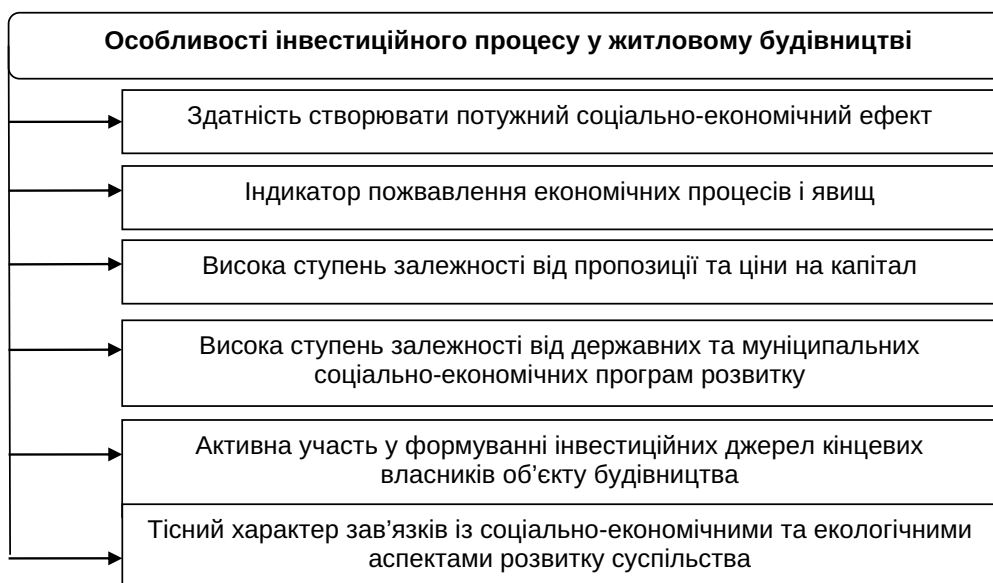 Особливості інвестиційного процесу у житловому будівництві
Здатність створювати потужний соціально-економічний ефект
Індикатор пожвавлення економічних процесів і явищ
Висока ступень залежності від пропозиції та ціни на капітал
Висока ступень залежності від державних та муніципальних
соціально-економічних програм розвитку
Активна участь у формуванні інвестиційних джерел кінцевих
власників об’єкту будівництва
Тісний характер зав’язків із соціально-економічними та екологічними
аспектами розвитку суспільства